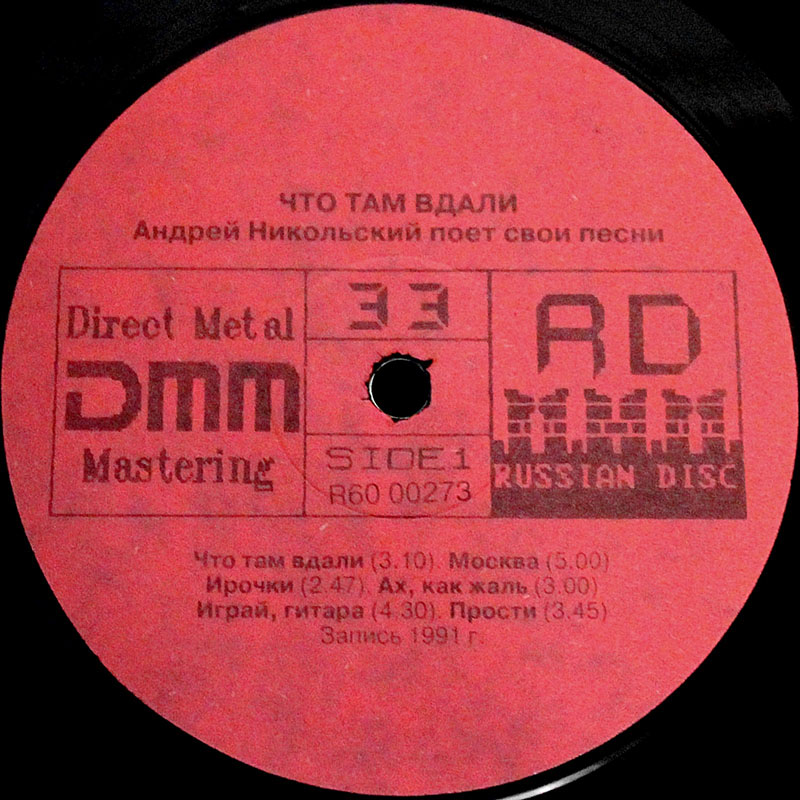 ЧТО ТАМ ВДАЛИ
Андрей Никольский поет свои песни
Direct Metal
DMM
Mastering
33
SIDE 1
R60 00273
RD
RUSSIAN DISC
Что там вдали (3.10). Москва (5.00)
Ирочки (2.47). Ах, как жаль (3.00)
Играй, гитара (4.30). Прости (3.45)
Запись 1991 г.